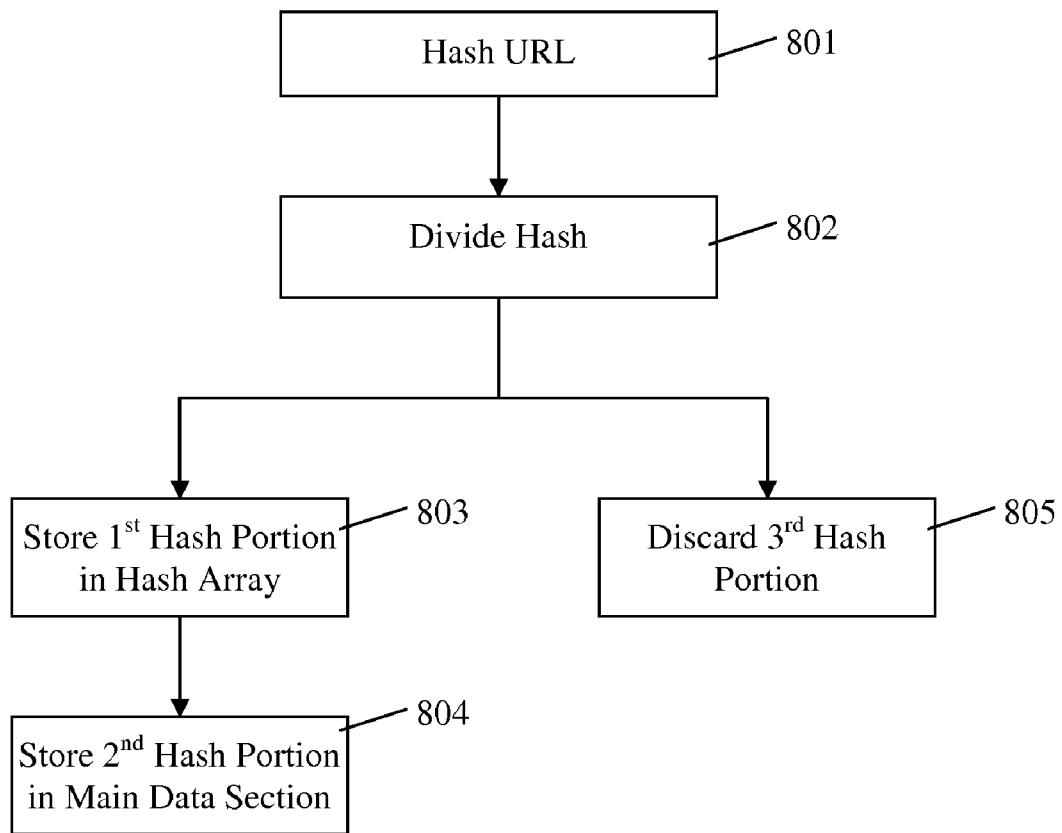 Hash URL
801
Divide Hash
802
Store 1st Hash Portion
in Hash Array
803
Discard 3rd Hash
Portion
805
Store 2nd Hash Portion
in Main Data Section
804